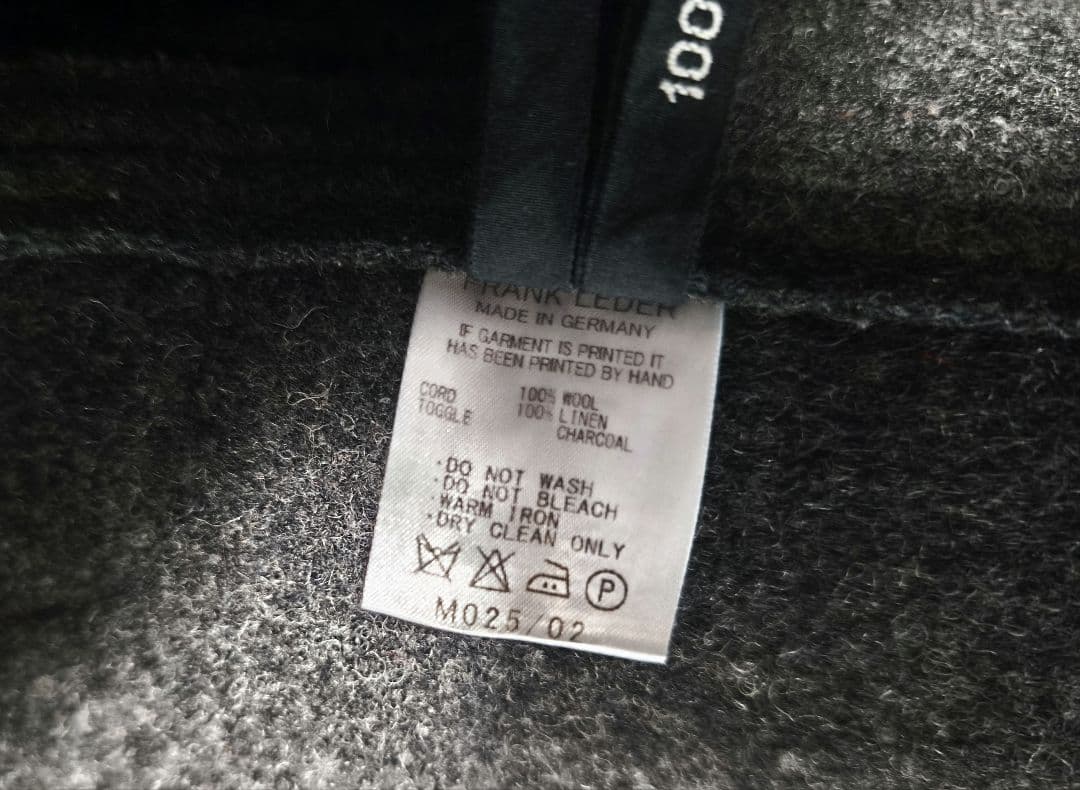 100
FRANK LEDER
MADE IN GERMANY
IF GARMENT IS PRINTED IT
HAS BEEN PRINTED BY HAND
CORD 100% WOOL
TOGGLE 100% LINEN
CHARCOAL
·DO NOT WASH
·DO NOT BLEACH
·WARM IRON
·DRY CLEAN ONLY
P
M025/02